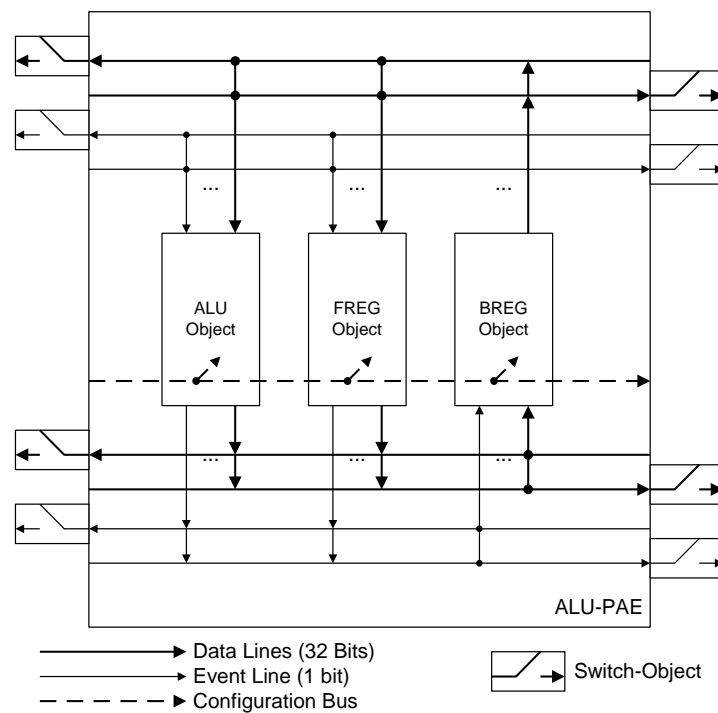 ... ... ...
ALU
Object
FREG
Object
BREG
Object
... ... ...
ALU-PAE
Data Lines (32 Bits)
Event Line (1 bit)
Configuration Bus
Switch-Object